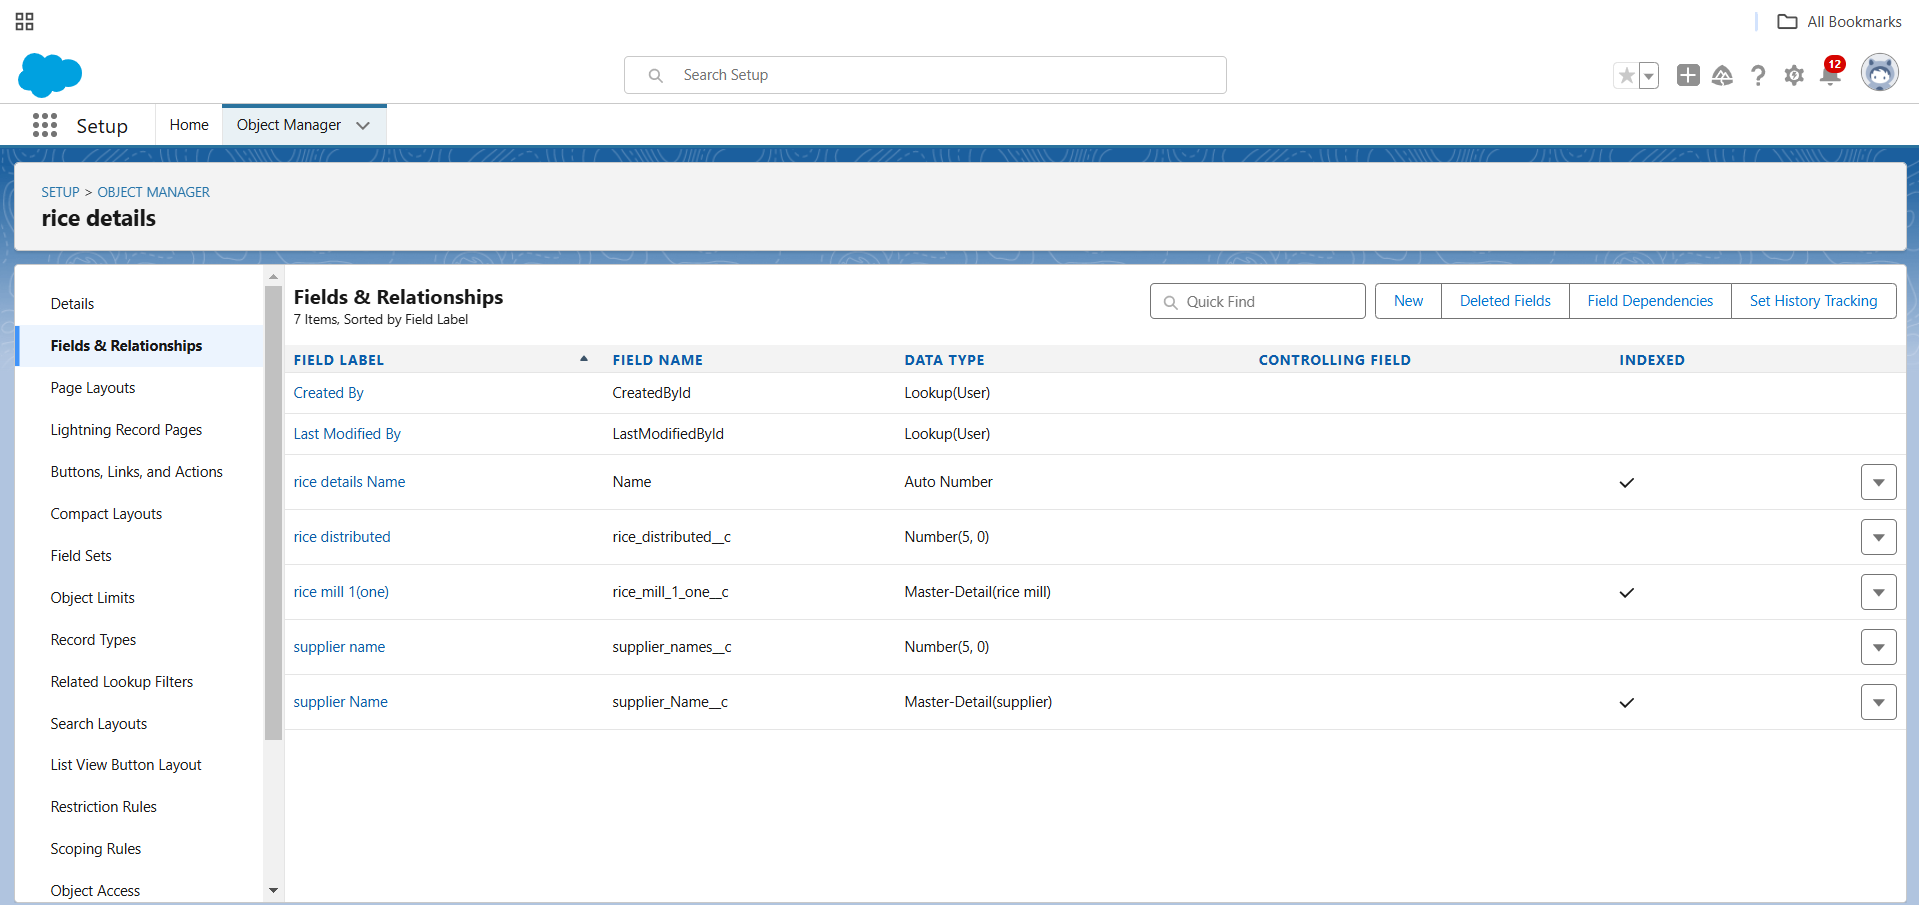 All Bookmarks
Search Setup
12
Setup
Home
Object Manager
SETUP > OBJECT MANAGER
rice details
Details
Fields & Relationships
Page Layouts
Lightning Record Pages
Buttons, Links, and Actions
Compact Layouts
Field Sets
Object Limits
Record Types
Related Lookup Filters
Search Layouts
List View Button Layout
Restriction Rules
Scoping Rules
Object Access
Fields & Relationships
7 Items, Sorted by Field Label
Quick Find
New
Deleted Fields
Field Dependencies
Set History Tracking
FIELD LABEL FIELD NAME DATA TYPE CONTROLLING FIELD INDEXED
Created By CreatedById Lookup(User)
Last Modified By LastModifiedById Lookup(User)
rice details Name Name Auto Number
rice distributed rice_distributed__c Number(5, 0)
rice mill 1(one) rice_mill_1_one__c Master-Detail(rice mill)
supplier name supplier_names__c Number(5, 0)
supplier Name supplier_Name__c Master-Detail(supplier)